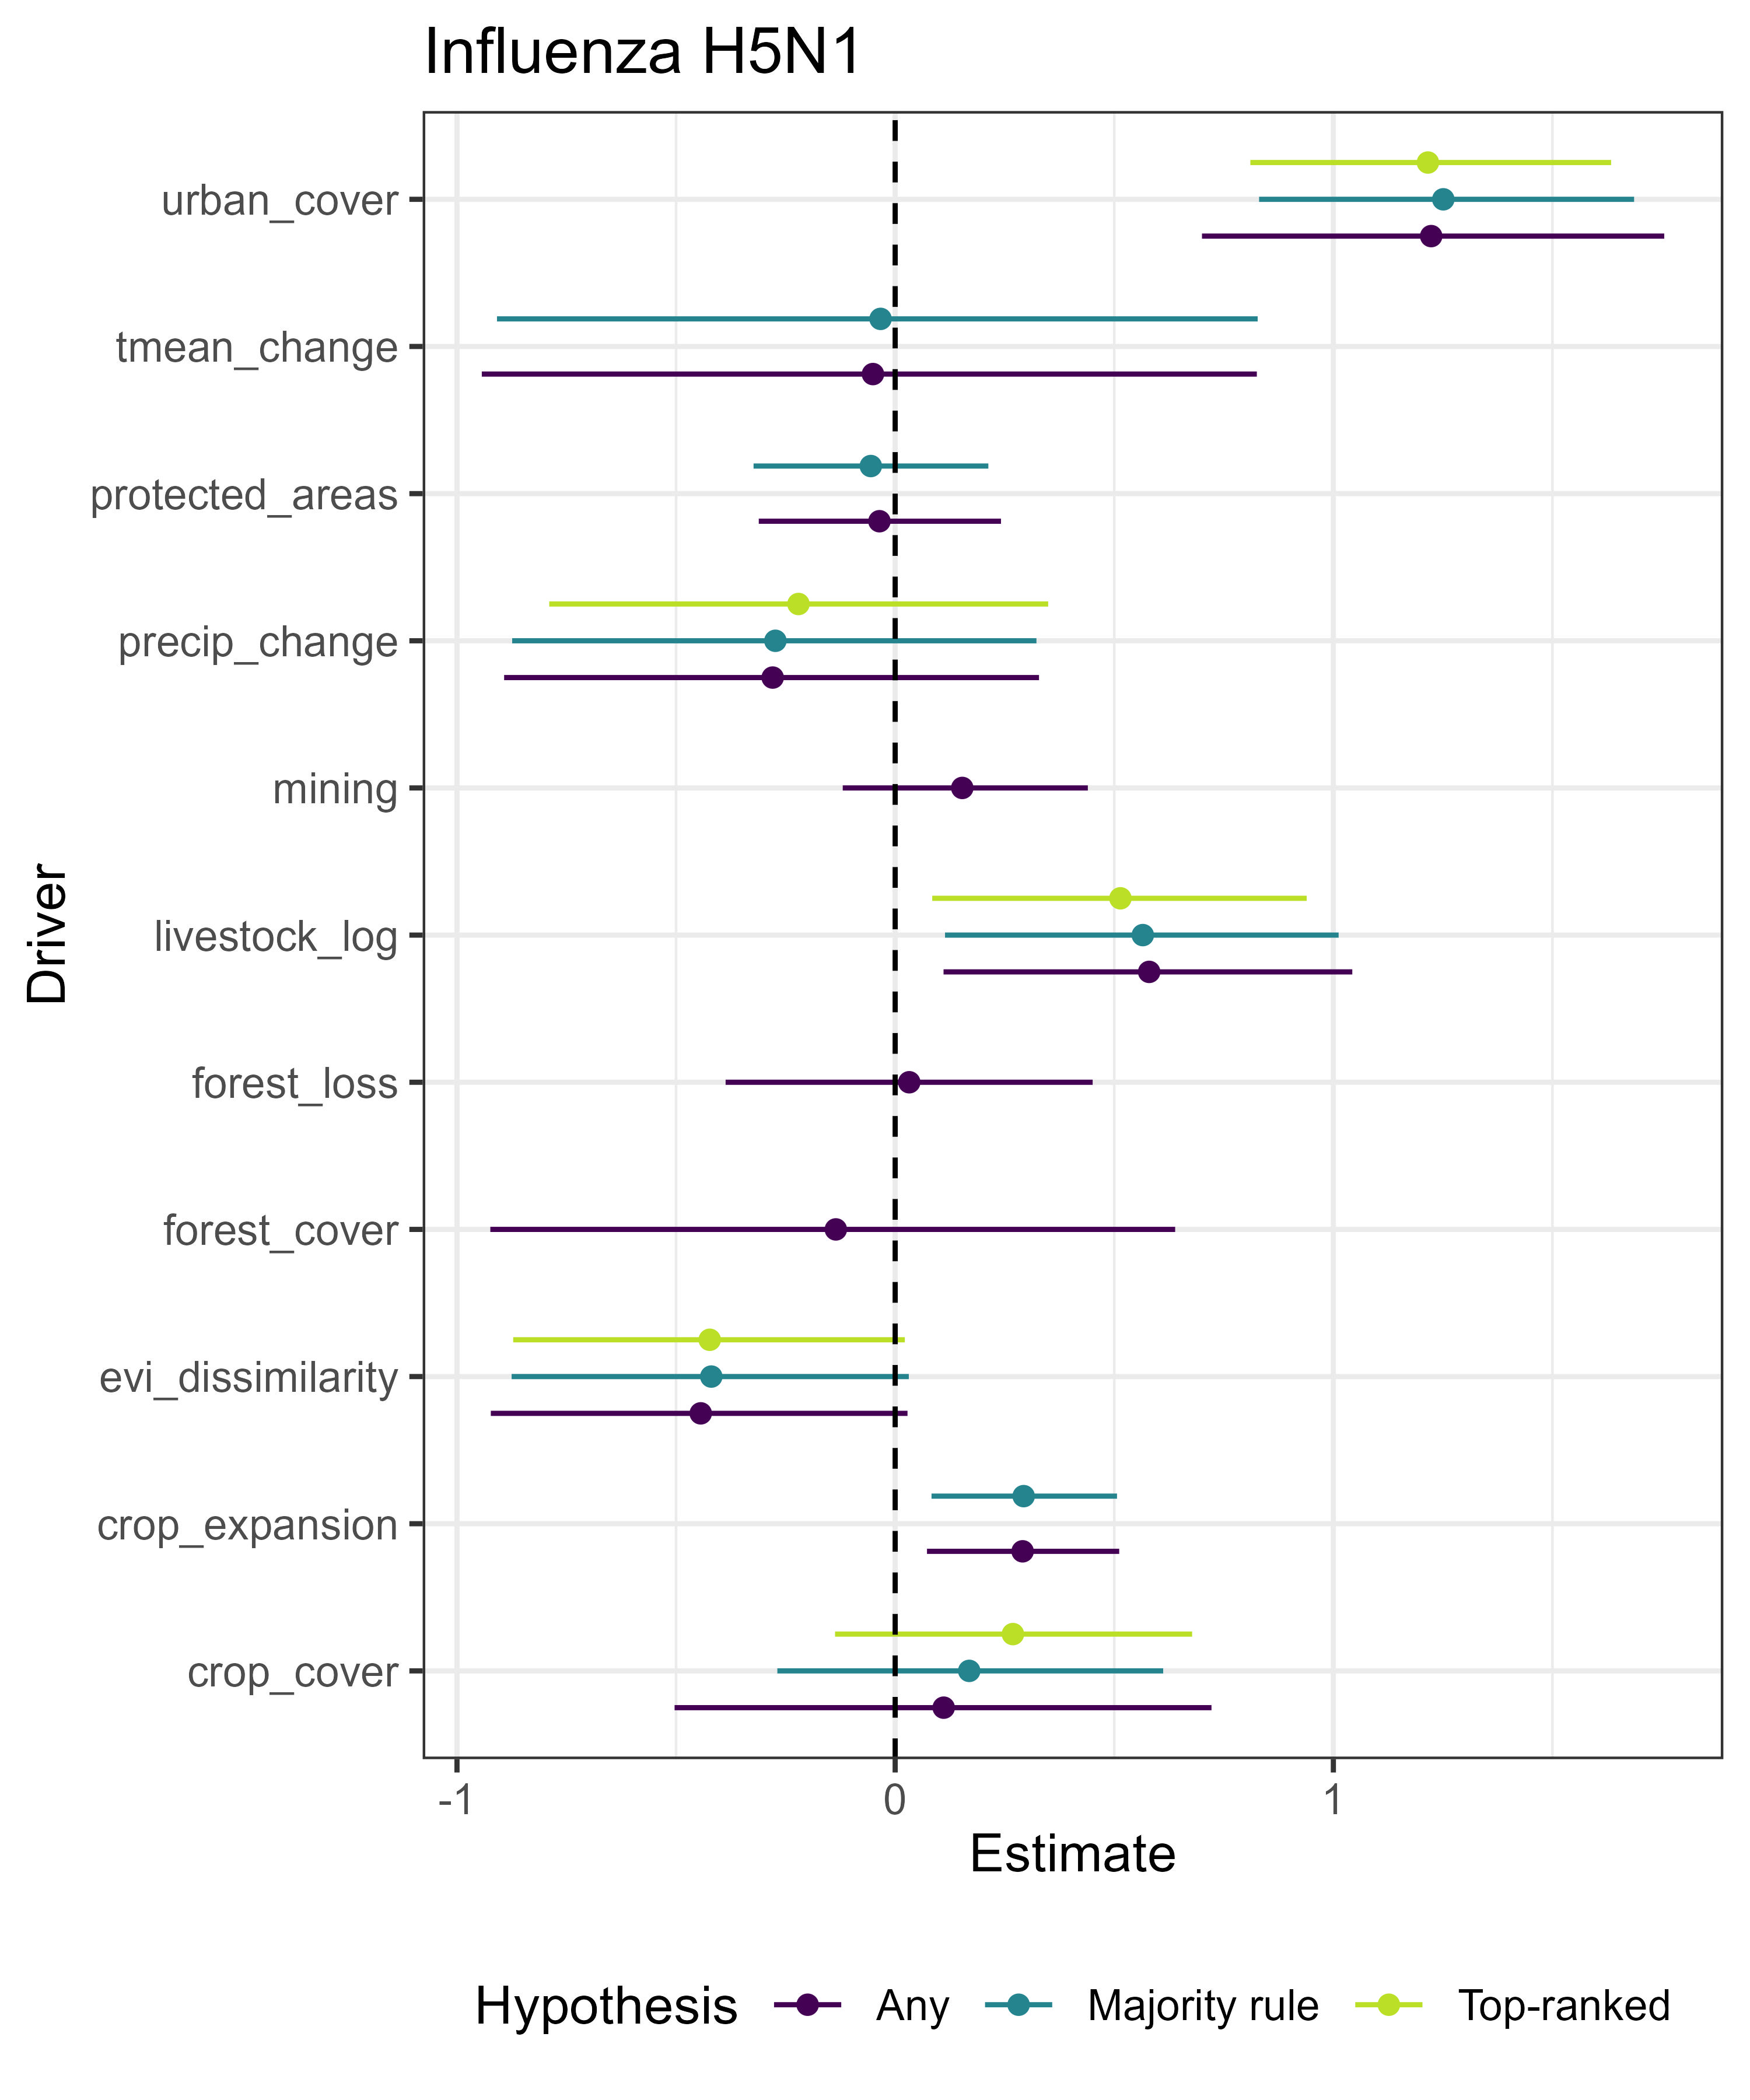 Influenza H5N1
urban_cover
tmean_change
protected_areas
precip_change
mining
livestock_log
forest_loss
forest_cover
evi_dissimilarity
crop_expansion
crop_cover
Driver
-1 0 1
Estimate
Hypothesis Any Majority rule Top-ranked